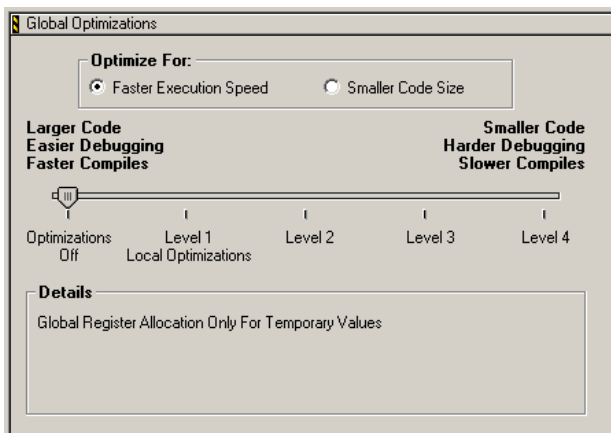 Global Optimizations
Optimize For:
Faster Execution Speed
Smaller Code Size
Larger Code
Easier Debugging
Faster Compiles
Smaller Code
Harder Debugging
Slower Compiles
Optimizations
Off
Level 1
Local Optimizations
Level 2
Level 3
Level 4
Details
Global Register Allocation Only For Temporary Values